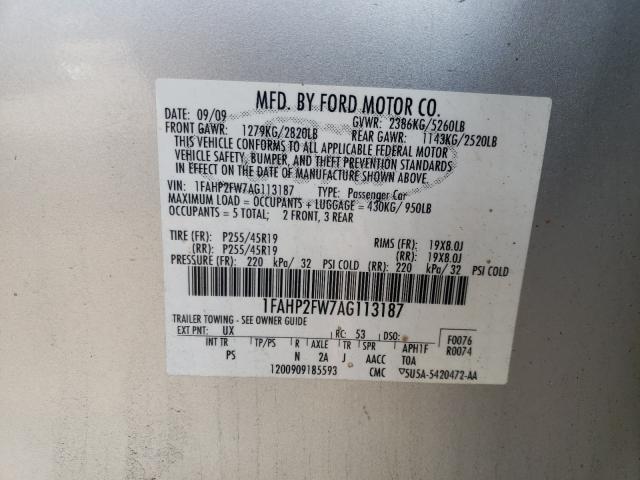 MFD. BY FORD MOTOR CO.
DATE: 09/09 GVWR: 2386KG/5260LB
FRONT GAWR: 1279KG/2820LB REAR GAWR: 1143KG/2520LB
THIS VEHICLE CONFORMS TO ALL APPLICABLE FEDERAL MOTOR
VEHICLE SAFETY, BUMPER, AND THEFT PREVENTION STANDARDS
IN EFFECT ON THE DATE OF MANUFACTURE SHOWN ABOVE.
VIN: 1FAHP2FW7AG113187 TYPE: Passenger Car
MAXIMUM LOAD = OCCUPANTS + LUGGAGE = 430KG/ 950LB
OCCUPANTS = 5 TOTAL; 2 FRONT, 3 REAR
TIRE (FR): P255/45R19 RIMS (FR): 19X8.0J
(RR): P255/45R19 (RR): 19X8.0J
PRESSURE (FR): 220 kPa/ 32 PSI COLD (RR): 220 kPa/ 32 PSI COLD
1FAHP2FW7AG113187
TRAILER TOWING - SEE OWNER GUIDE
EXT PNT: UX RC: 53 DSO: F0076
INT TR TP/PS R AXLE TR SPR APH1F R0074
PS N 2A J AACC TOA
1200909185593 CMC ▽5U5A-5420472-AA